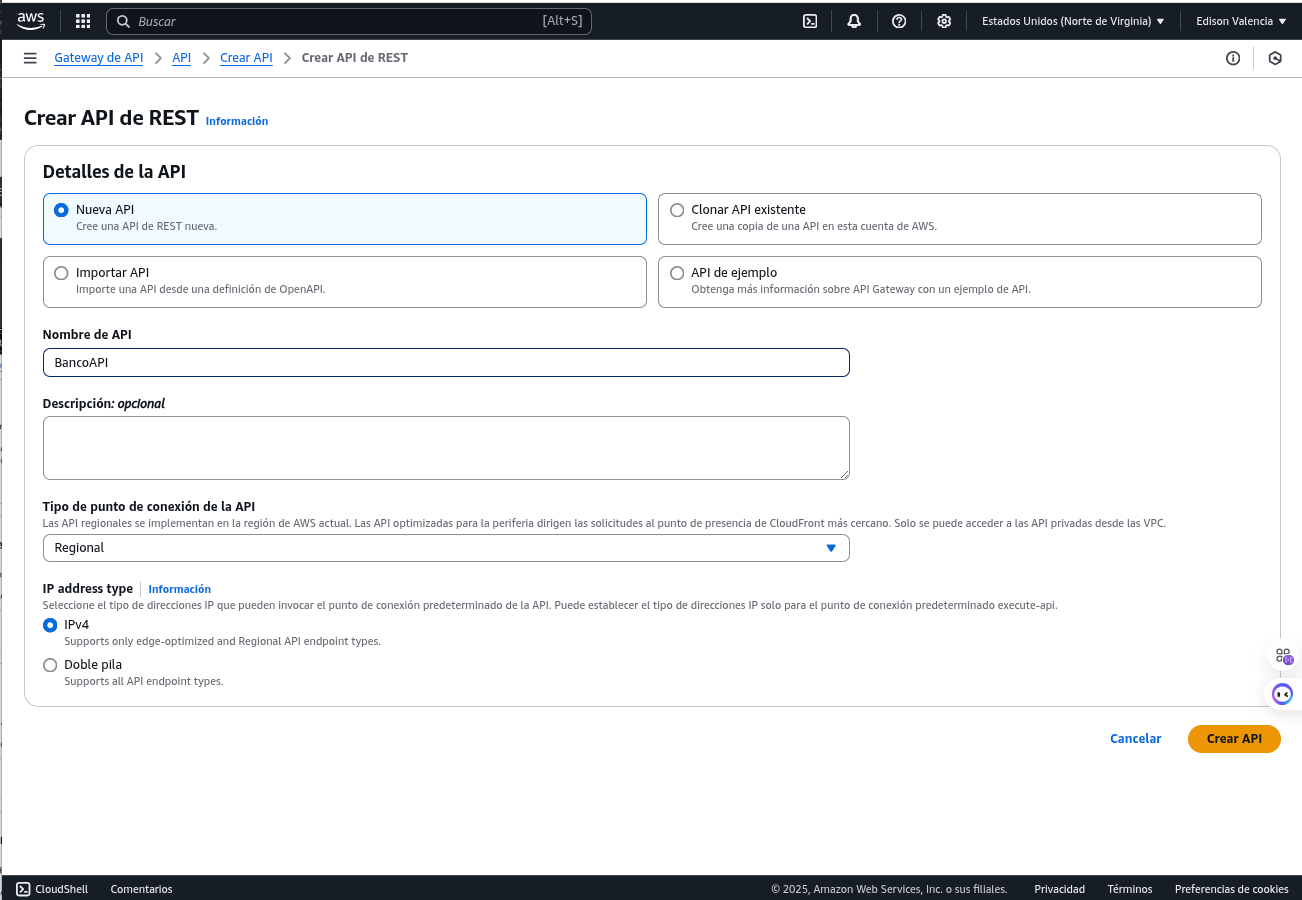 aws
Buscar [Alt+S]
Estados Unidos (Norte de Virginia)
Edison Valencia
Gateway de API
API
Crear API
Crear API de REST
Crear API de REST Información
Detalles de la API
Nueva API
Cree una API de REST nueva.
Clonar API existente
Cree una copia de una API en esta cuenta de AWS.
Importar API
Importe una API desde una definición de OpenAPI.
API de ejemplo
Obtenga más información sobre API Gateway con un ejemplo de API.
Nombre de API
BancoAPI
Descripción: opcional
Tipo de punto de conexión de la API
Las API regionales se implementan en la región de AWS actual. Las API optimizadas para la periferia dirigen las solicitudes al punto de presencia de CloudFront más cercano. Solo se puede acceder a las API privadas desde las VPC.
Regional
IP address type Información
Seleccione el tipo de direcciones IP que pueden invocar el punto de conexión predeterminado de la API. Puede establecer el tipo de direcciones IP solo para el punto de conexión predeterminado execute-api.
IPv4
Supports only edge-optimized and Regional API endpoint types.
Doble pila
Supports all API endpoint types.
Cancelar
Crear API
CloudShell
Comentarios
© 2025, Amazon Web Services, Inc. o sus filiales.
Privacidad
Términos
Preferencias de cookies